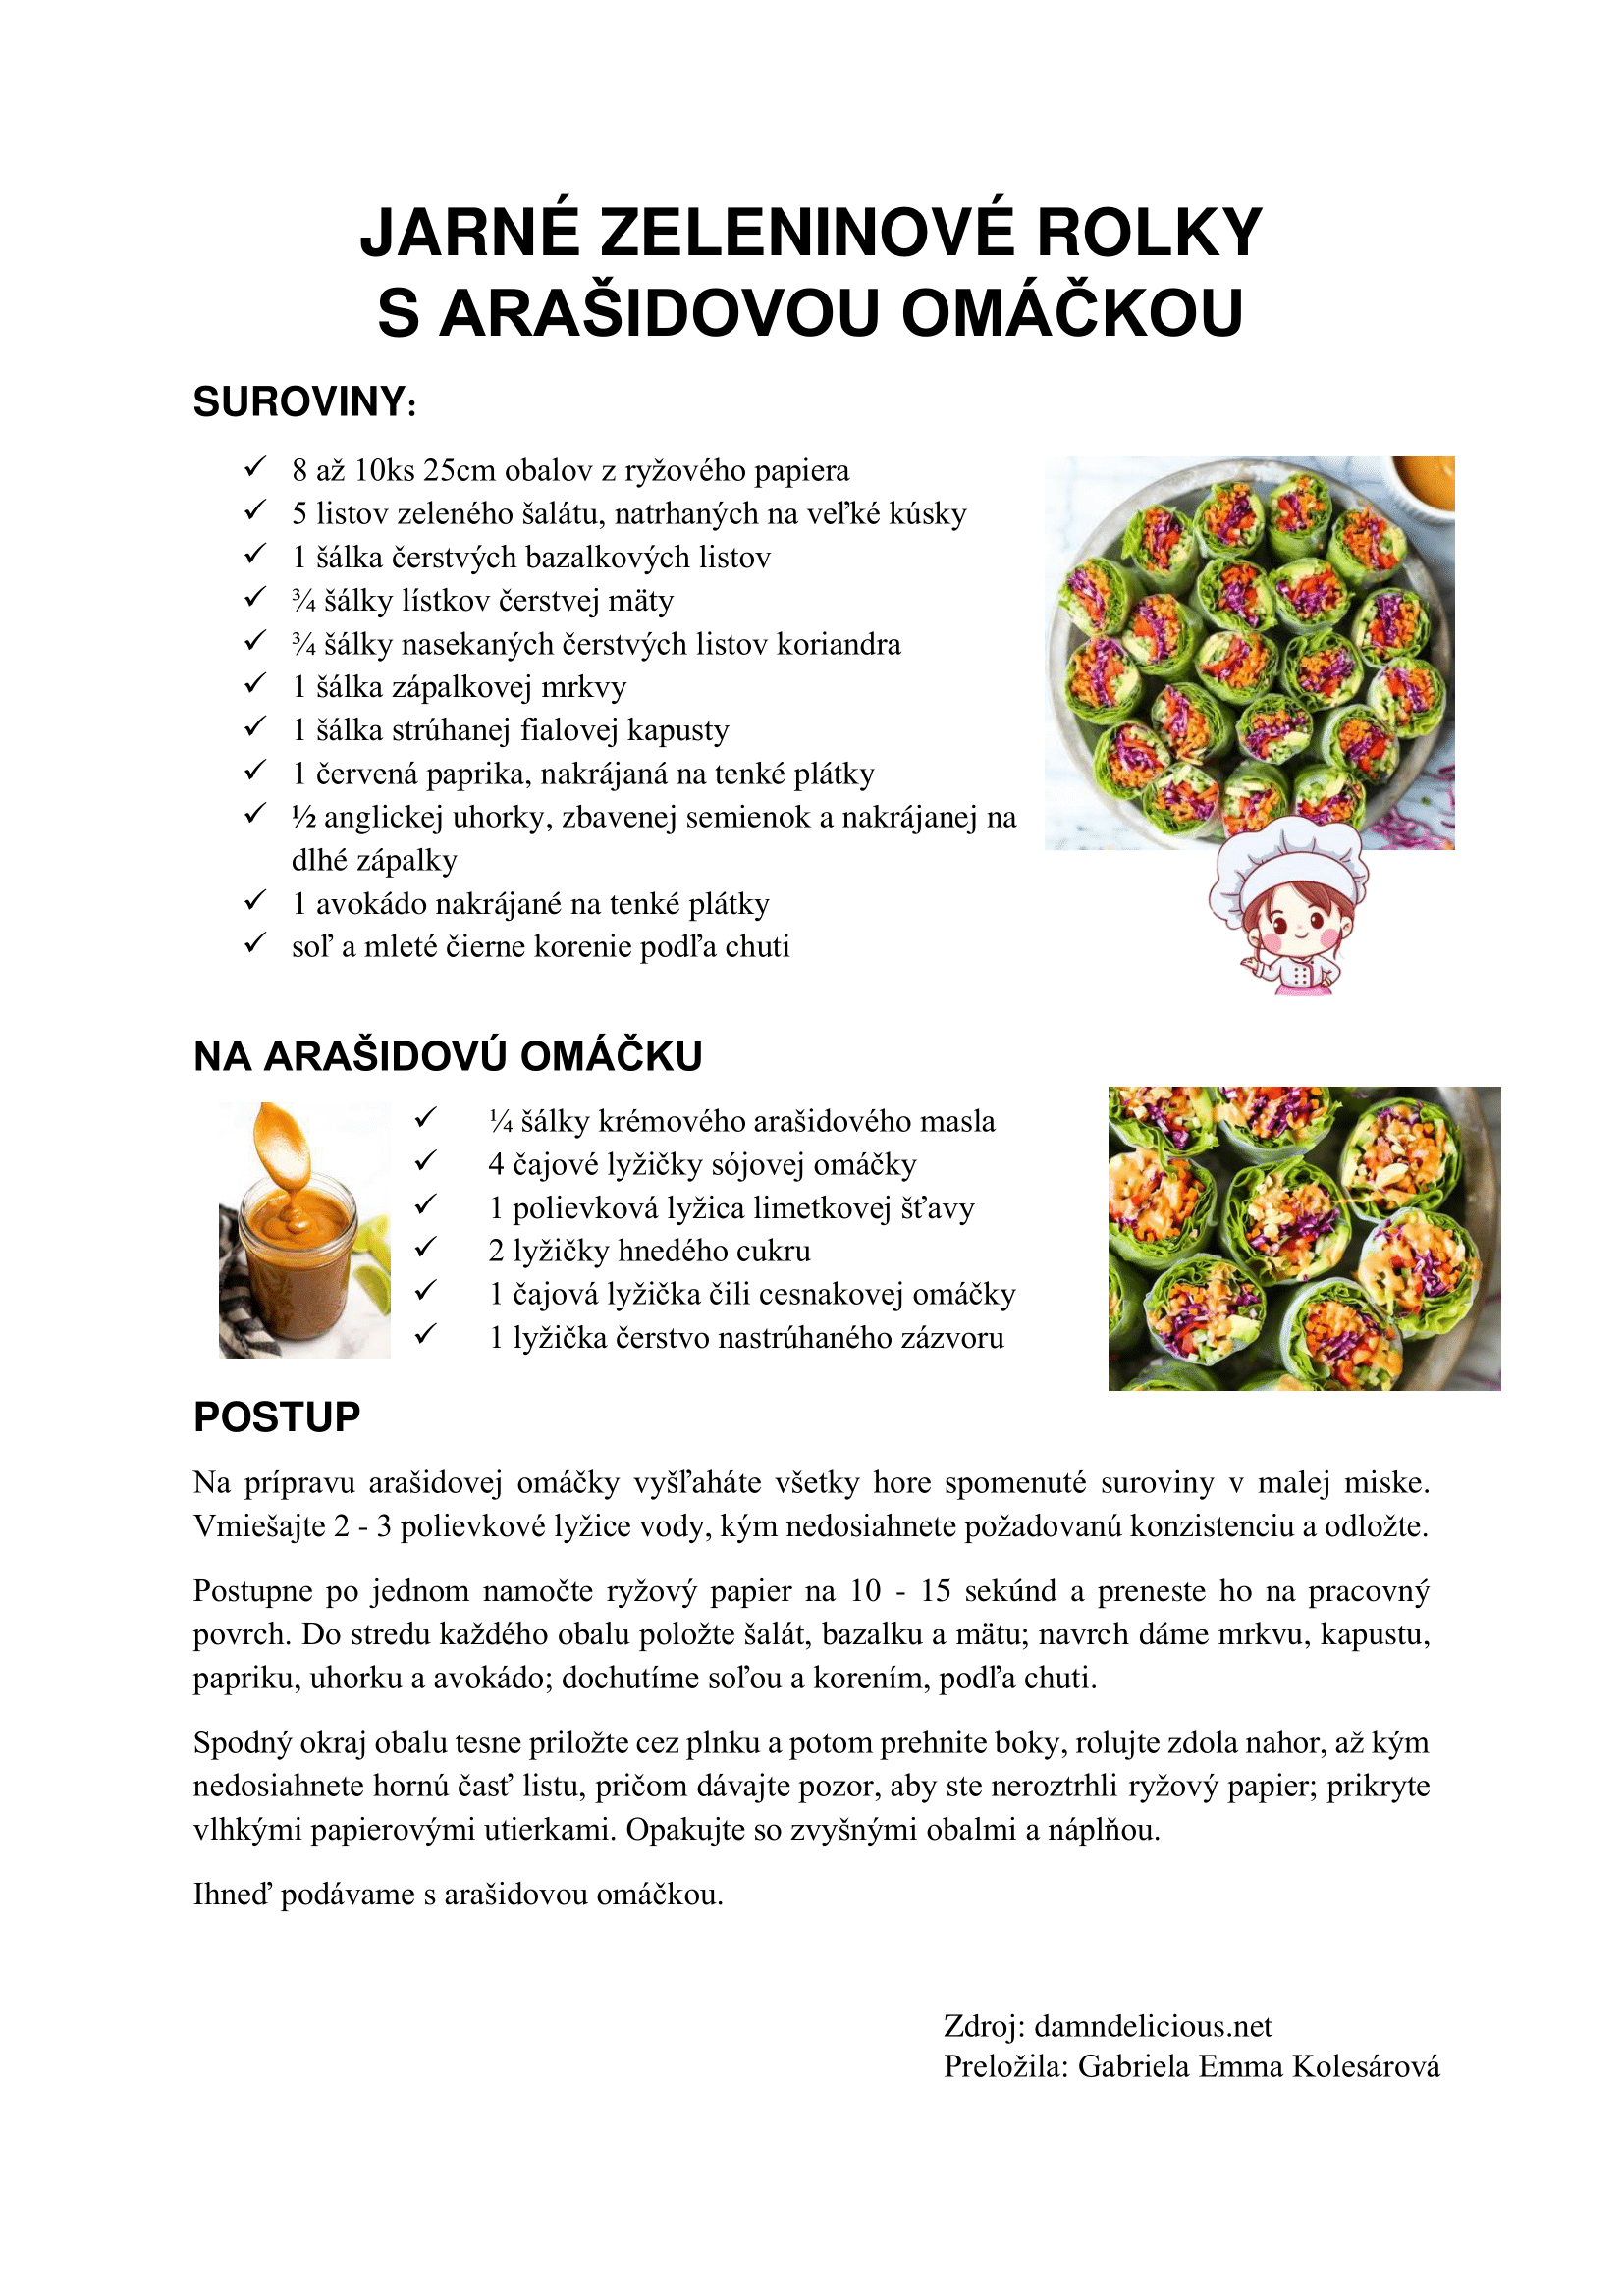 JARNÉ ZELENINOVÉ ROLKY
S ARAŠIDOVOU OMÁČKOU
SUROVINY:
✓ 8 až 10ks 25cm obalov z ryžového papiera
✓ 5 listov zeleného šalátu, natrhaných na veľké kúsky
✓ 1 šálka čerstvých bazalkových listov
✓ ¾ šálky lístkov čerstvej mäty
✓ ¾ šálky nasekaných čerstvých listov koriandra
✓ 1 šálka zápalkovej mrkvy
✓ 1 šálka strúhanej fialovej kapusty
✓ 1 červená paprika, nakrájaná na tenké plátky
✓ ½ anglickej uhorky, zbavenej semienok a nakrájanej na
dlhé zápalky
✓ 1 avokádo nakrájané na tenké plátky
✓ soľ a mleté čierne korenie podľa chuti
NA ARAŠIDOVÚ OMÁČKU
✓ ¼ šálky krémového arašidového masla
✓ 4 čajové lyžičky sójovej omáčky
✓ 1 polievková lyžica limetkovej šťavy
✓ 2 lyžičky hnedého cukru
✓ 1 čajová lyžička čili cesnakovej omáčky
✓ 1 lyžička čerstvo nastrúhaného zázvoru
POSTUP
Na prípravu arašidovej omáčky vyšľaháte všetky hore spomenuté suroviny v malej miske.
Vmiešajte 2 - 3 polievkové lyžice vody, kým nedosiahnete požadovanú konzistenciu a odložte.
Postupne po jednom namočte ryžový papier na 10 - 15 sekúnd a preneste ho na pracovný
povrch. Do stredu každého obalu položte šalát, bazalku a mätu; navrch dáme mrkvu, kapustu,
papriku, uhorku a avokádo; dochutíme soľou a korením, podľa chuti.
Spodný okraj obalu tesne priložte cez plnku a potom prehnite boky, rolujte zdola nahor, až kým
nedosiahnete hornú časť listu, pričom dávajte pozor, aby ste neroztrhli ryžový papier; prikryte
vlhkými papierovými utierkami. Opakujte so zvyšnými obalmi a náplňou.
Ihneď podávame s arašidovou omáčkou.
Zdroj: damndelicious.net
Preložila: Gabriela Emma Kolesárová